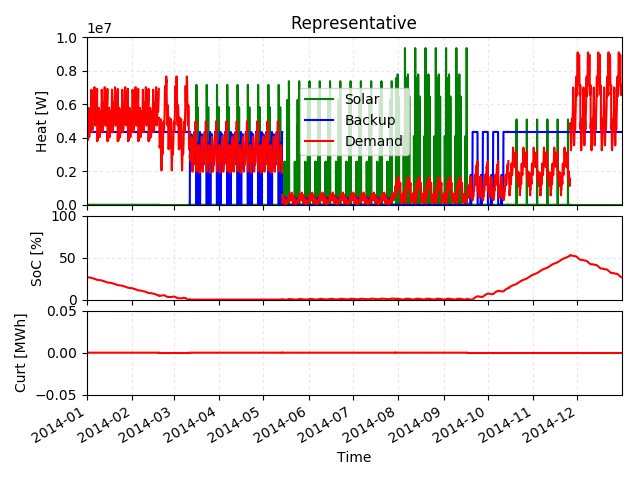 Representative
1e7
1.0
0.8
0.6
0.4
0.2
0.0
Heat [W]
Solar
Backup
Demand
100
50
0
SoC [%]
0.05
0.00
−0.05
Curt [MWh]
2014-01
2014-02
2014-03
2014-04
2014-05
2014-06
2014-07
2014-08
2014-09
2014-10
2014-11
2014-12
Time